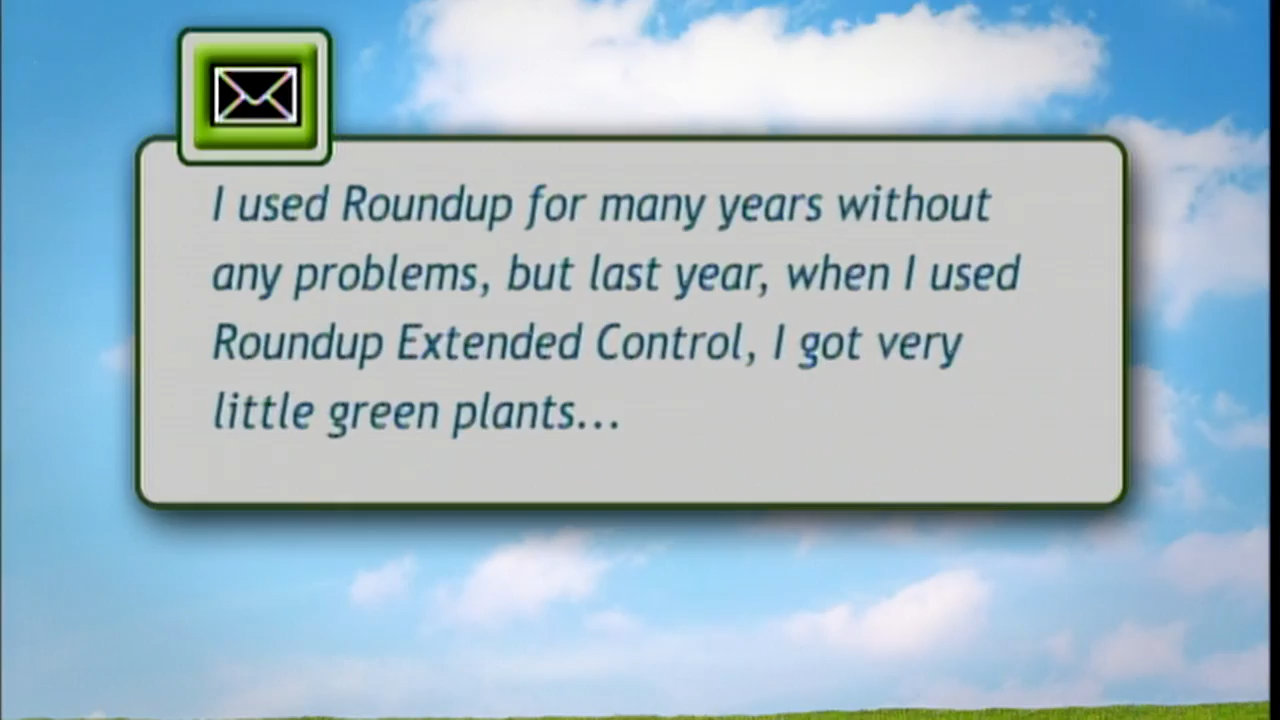 I used Roundup for many years without
any problems, but last year, when I used
Roundup Extended Control, I got very
little green plants...